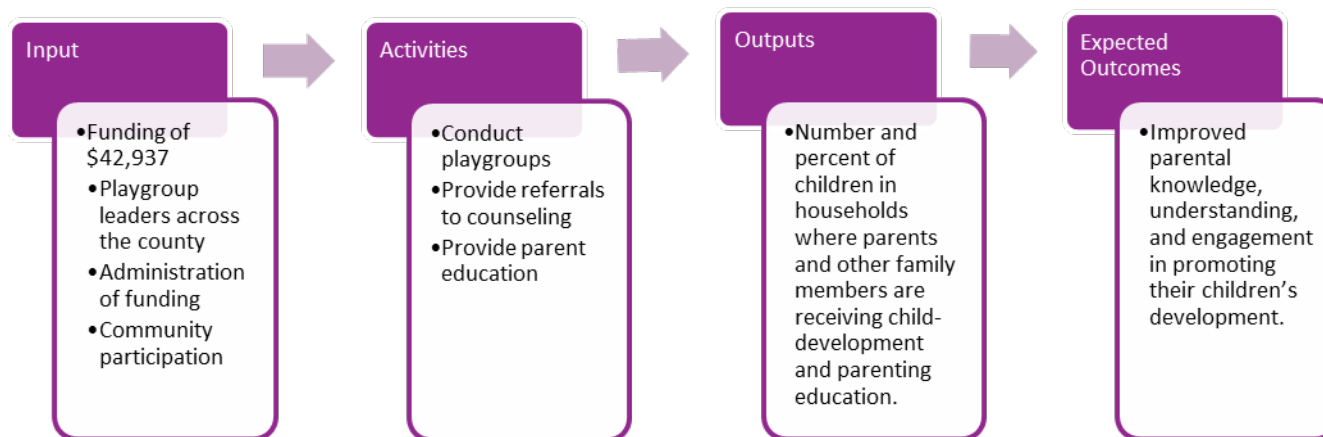 Input
•Funding of
$42,937
•Playgroup
leaders across
the county
•Administration
of funding
•Community
participation
Activities
•Conduct
playgroups
•Provide referrals
to counseling
•Provide parent
education
Outputs
•Number and
percent of
children in
households
where parents
and other family
members are
receiving child-
development
and parenting
education.
Expected
Outcomes
•Improved
parental
knowledge,
understanding,
and engagement
in promoting
their children’s
development.